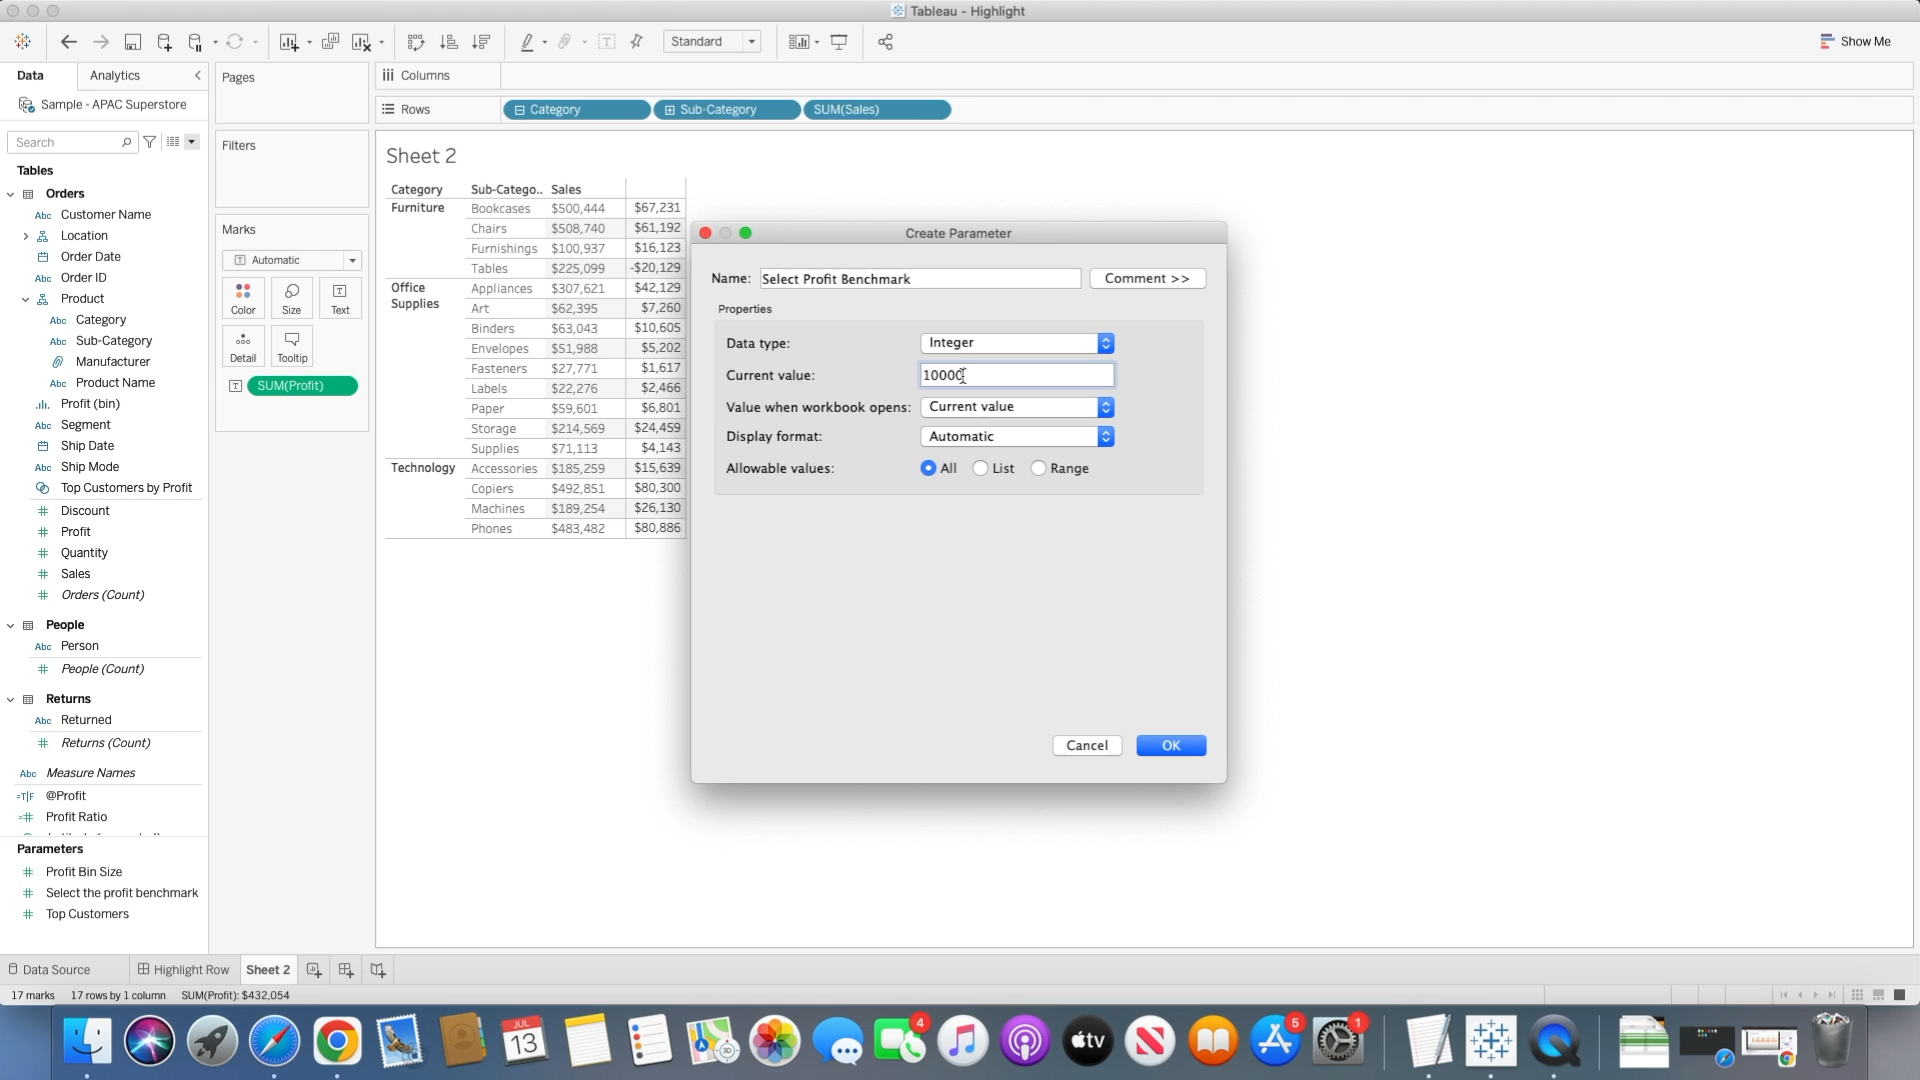 Tableau - Highlight
Standard
Show Me
Data
Analytics
Pages
Columns
Sample - APAC Superstore
Rows
Category
Sub-Category
SUM(Sales)
Search
Filters
Sheet 2
Tables
Category Sub-Catego.. Sales
Orders
Furniture Bookcases $500,444 $67,231
Customer Name
Chairs $508,740 $61,192
Location
Marks
Create Parameter
Furnishings $100,937 $16,123
Order Date
Automatic
Tables $225,099 -$20,129
Order ID
Name: Select Profit Benchmark Comment >>
Office Supplies Appliances $307,621 $42,129
Product
Color Size Text
Art $62,395 $7,260
Properties
Category
Binders $63,043 $10,605
Sub-Category
Data type: Integer
Envelopes $51,988 $5,202
Manufacturer
Detail Tooltip
Fasteners $27,771 $1,617
Current value: 10000
Product Name
SUM(Profit)
Labels $22,276 $2,466
Profit (bin)
Paper $59,601 $6,801
Value when workbook opens: Current value
Segment
Storage $214,569 $24,459
Display format: Automatic
Ship Date
Supplies $71,113 $4,143
Ship Mode
Technology Accessories $185,259 $15,639
Allowable values: All List Range
Top Customers by Profit
Copiers $492,851 $80,300
Discount
Machines $189,254 $26,130
Profit
Phones $483,482 $80,886
Quantity
Sales
Orders (Count)
People
Person
People (Count)
Returns
Returned
Returns (Count)
Cancel OK
Measure Names
@Profit
Profit Ratio
Parameters
Profit Bin Size
Select the profit benchmark
Top Customers
Data Source Highlight Row Sheet 2
17 marks 17 rows by 1 column SUM(Profit): $432,054
JUL
13
4
tv
5
1